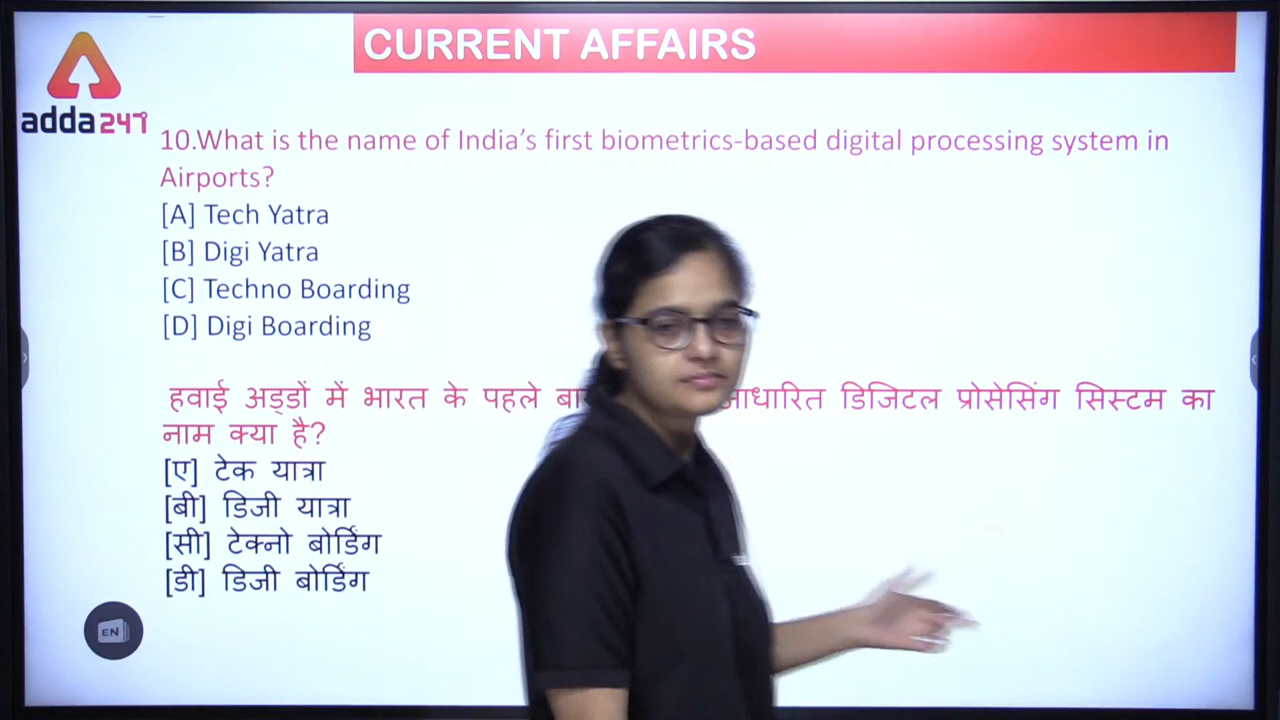 CURRENT AFFAIRS
adda247
10.What is the name of India's first biometrics-based digital processing system in
Airports?
[A] Tech Yatra
[B] Digi Yatra
[C] Techno Boarding
[D] Digi Boarding
हवाई अड्डों में भारत के पहले आधारित डिजिटल प्रोसेसिंग सिस्टम का
नाम क्या है?
[ए] टेक यात्रा
[बी] डिजी यात्रा
[सी] टेक्नो बोर्डिंग
[डी] डिजी बोर्डिंग
EN